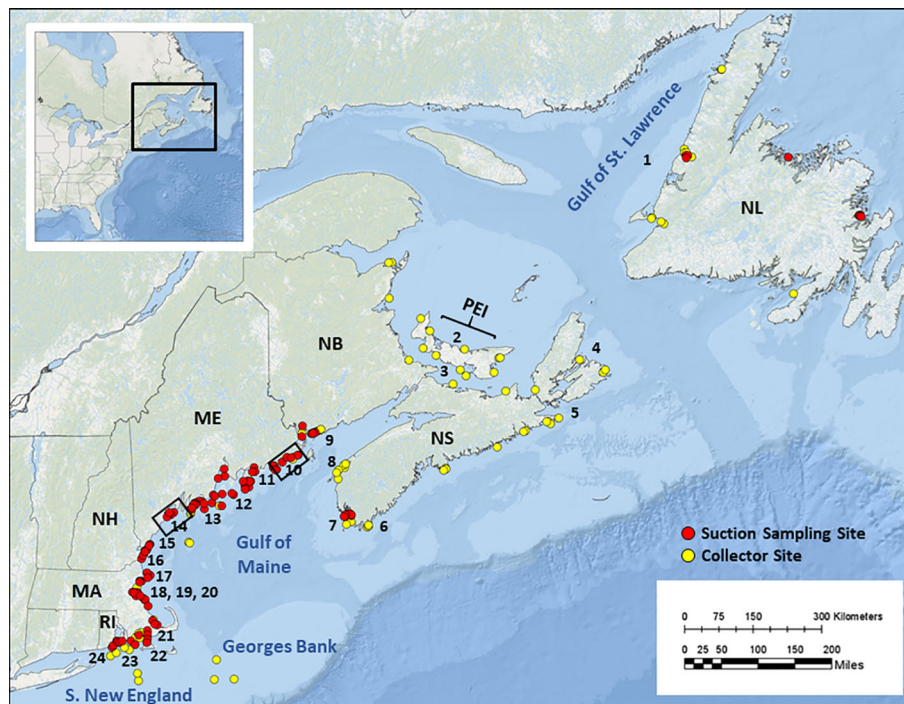 1
Gulf of St. Lawrence
NL
PEI
NB
2
3
4
ME
9
NS
5
10
8
11
12
13
7
6
14
NH
15
Gulf of
Maine
16
17
MA
18, 19, 20
RI
21
22
23
24
Georges Bank
S. New England
Suction Sampling Site
Collector Site
0 75 150 300 Kilometers
0 25 50 100 150 200
Miles